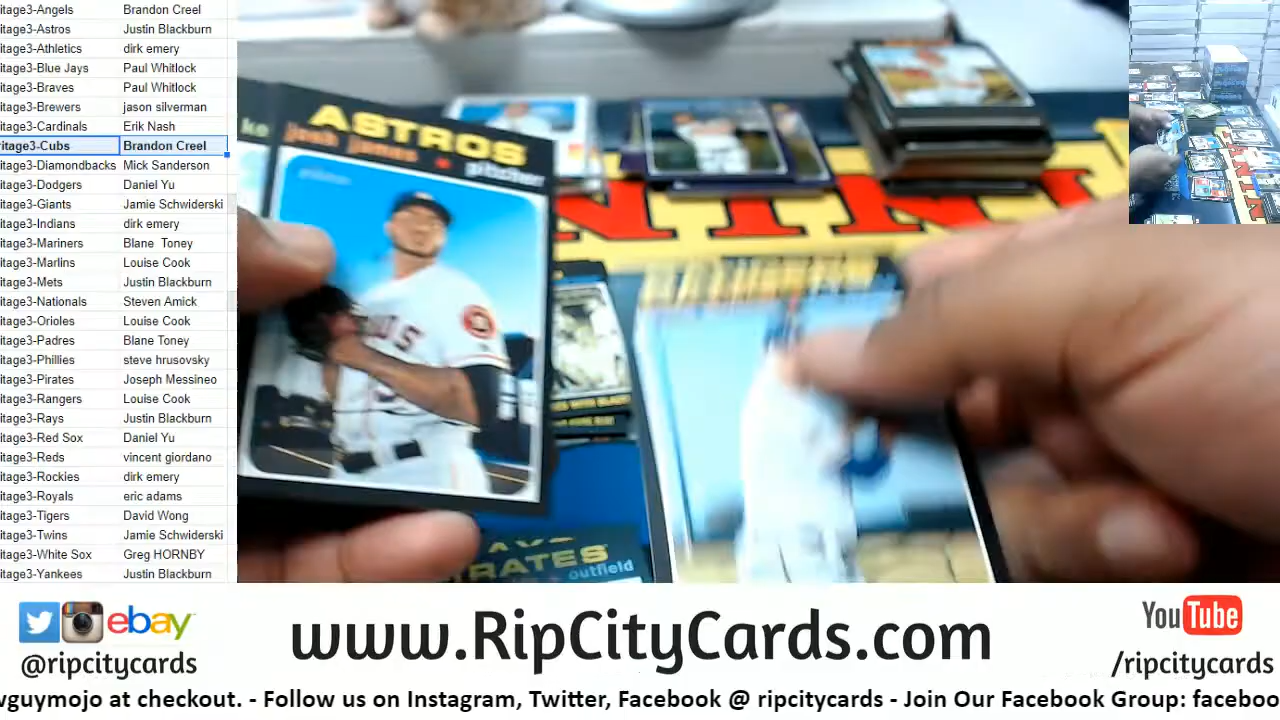 itage3-Angels Brandon Creel
itage3-Astros Justin Blackburn
itage3-Athletics dirk emery
itage3-Blue Jays Paul Whitlock
itage3-Braves Paul Whitlock
itage3-Brewers jason silverman
itage3-Cardinals Erik Nash
ritage3-Cubs Brandon Creel
itage3-Diamondbacks Mick Sanderson
itage3-Dodgers Daniel Yu
itage3-Giants Jamie Schwiderski
itage3-Indians dirk emery
itage3-Mariners Blane Toney
itage3-Marlins Louise Cook
itage3-Mets Justin Blackburn
itage3-Nationals Steven Amick
itage3-Orioles Louise Cook
itage3-Padres Blane Toney
itage3-Phillies steve hrusovsky
itage3-Pirates Joseph Messineo
itage3-Rangers Louise Cook
itage3-Rays Justin Blackburn
itage3-Red Sox Daniel Yu
itage3-Reds vincent giordano
itage3-Rockies dirk emery
itage3-Royals eric adams
itage3-Tigers David Wong
itage3-Twins Jamie Schwiderski
itage3-White Sox Greg HORNBY
itage3-Yankees Justin Blackburn
ASTROS
josh james • pitcher
RATES
outfield
ebay
@ripcitycards
www.RipCityCards.com
YouTube
/ripcitycards
vguymojo at checkout. - Follow us on Instagram, Twitter, Facebook @ ripcitycards - Join Our Facebook Group: faceboo